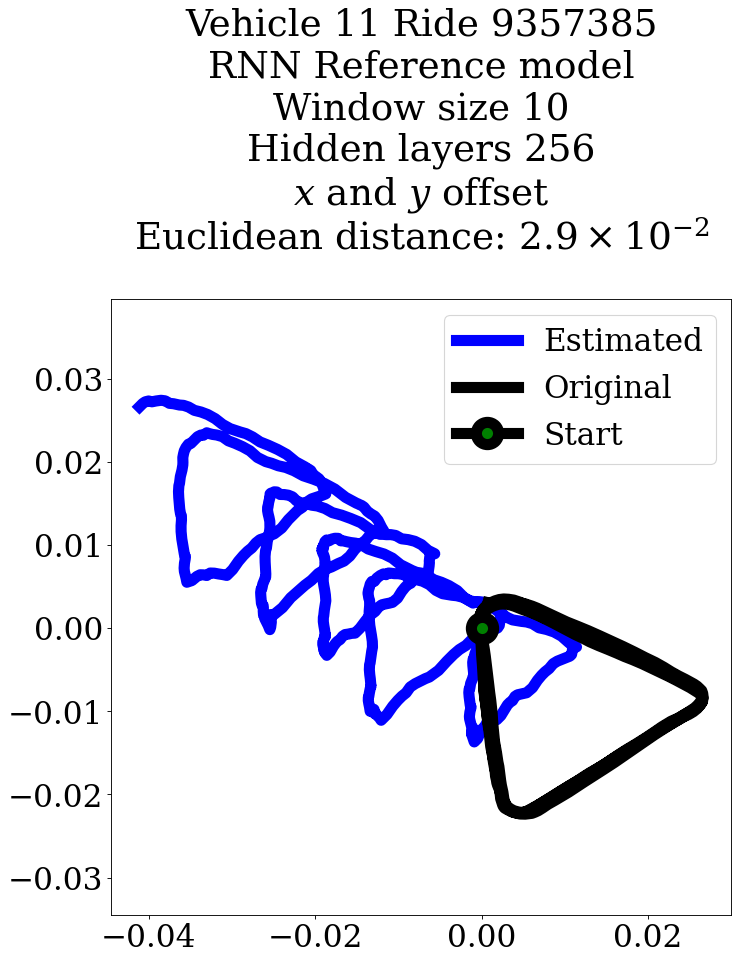 Vehicle 11 Ride 9357385
RNN Reference model
Window size 10
Hidden layers 256
x and y offset
Euclidean distance: 2.9 × 10⁻²
Estimated
Original
Start
0.03
0.02
0.01
0.00
−0.01
−0.02
−0.03
−0.04 −0.02 0.00 0.02